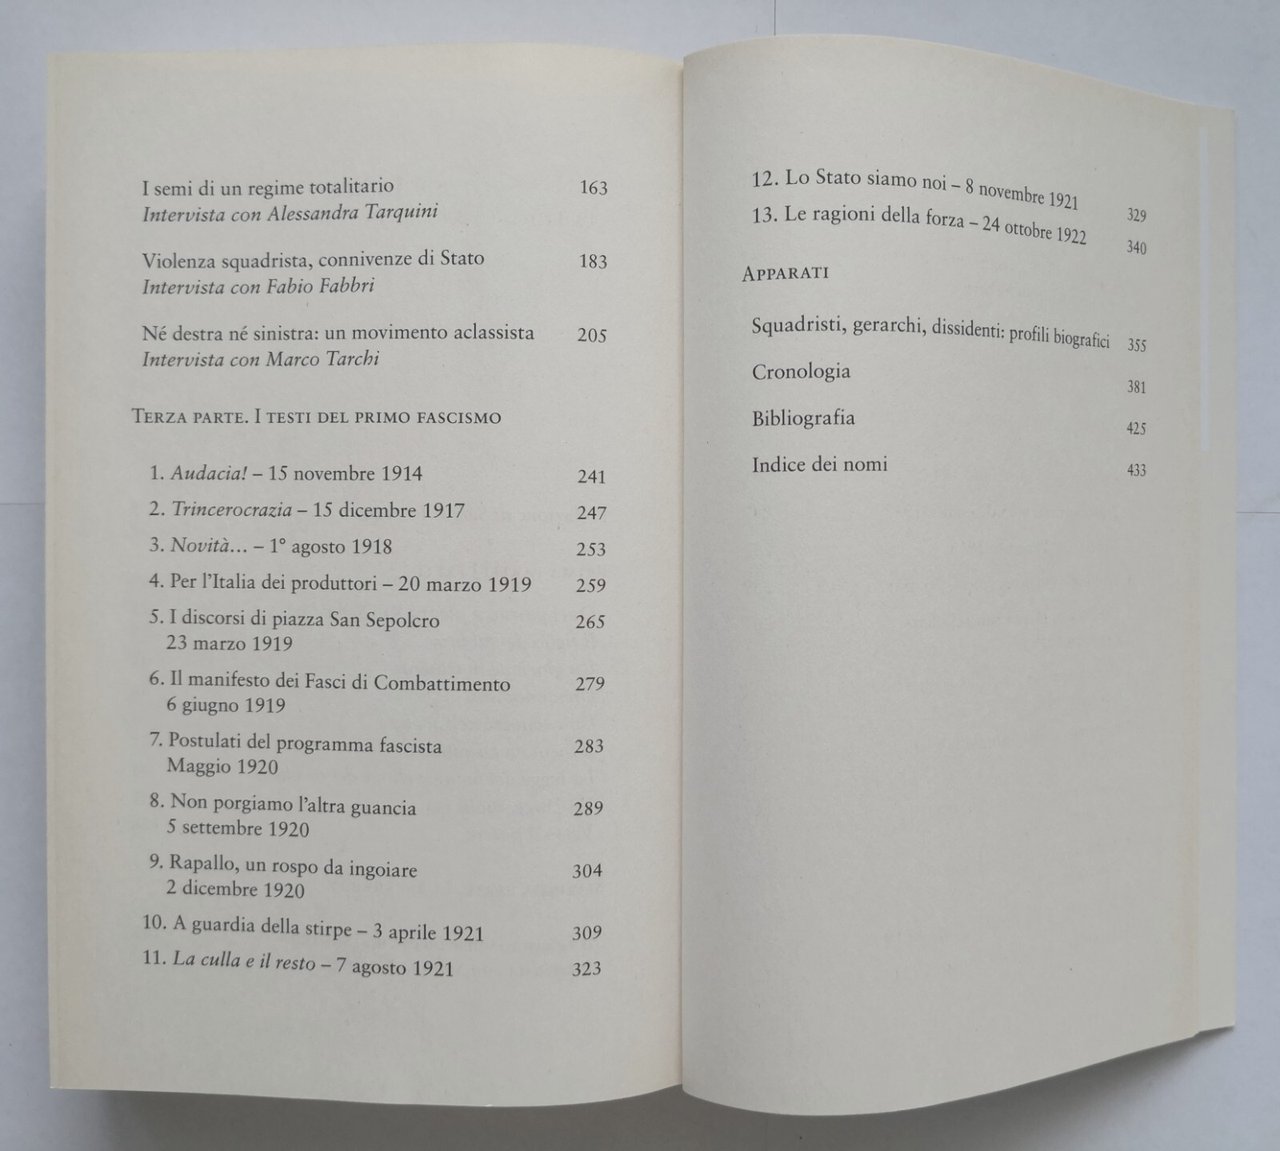 I semi di un regime totalitario 163
Intervista con Alessandra Tarquini
Violenza squadrista, connivenze di Stato 183
Intervista con Fabio Fabbri
Né destra né sinistra: un movimento aclassista 205
Intervista con Marco Tarchi
TERZA PARTE. I TESTI DEL PRIMO FASCISMO
1. Audacia! – 15 novembre 1914 241
2. Trincerocrazia – 15 dicembre 1917 247
3. Novità... – 1° agosto 1918 253
4. Per l'Italia dei produttori – 20 marzo 1919 259
5. I discorsi di piazza San Sepolcro 265
23 marzo 1919
6. Il manifesto dei Fasci di Combattimento 279
6 giugno 1919
7. Postulati del programma fascista 283
Maggio 1920
8. Non porgiamo l'altra guancia 289
5 settembre 1920
9. Rapallo, un rospo da ingoiare 304
2 dicembre 1920
10. A guardia della stirpe – 3 aprile 1921 309
11. La culla e il resto – 7 agosto 1921 323
12. Lo Stato siamo noi – 8 novembre 1921 329
13. Le ragioni della forza – 24 ottobre 1922 340
APPARATI
Squadristi, gerarchi, dissidenti: profili biografici 355
Cronologia 381
Bibliografia 425
Indice dei nomi 433